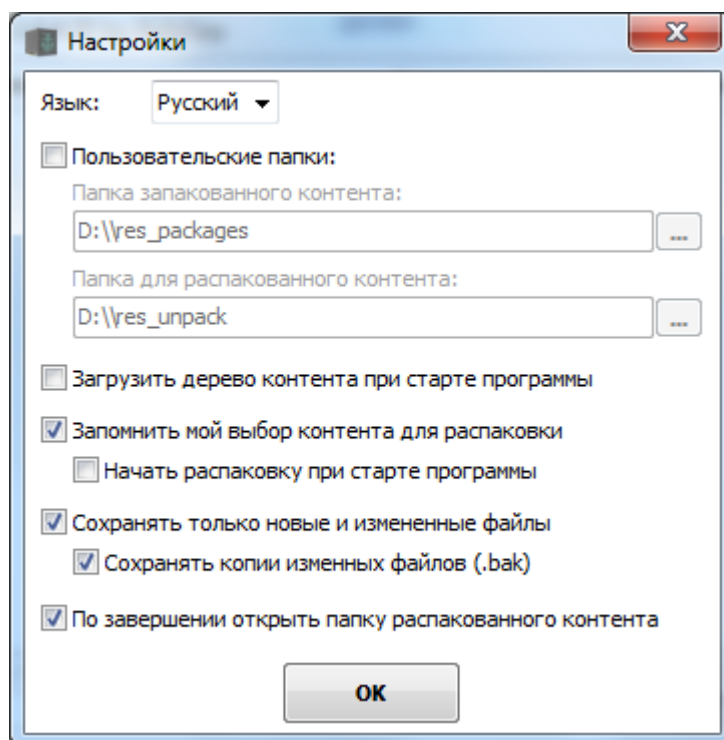 Настройки
Язык: Русский
Пользовательские папки:
Папка запакованного контента:
D:\\res_packages
...
Папка для распакованного контента:
D:\\res_unpack
...
Загрузить дерево контента при старте программы
Запомнить мой выбор контента для распаковки
Начать распаковку при старте программы
Сохранять только новые и измененные файлы
Сохранять копии изменных файлов (.bak)
По завершении открыть папку распакованного контента
OK